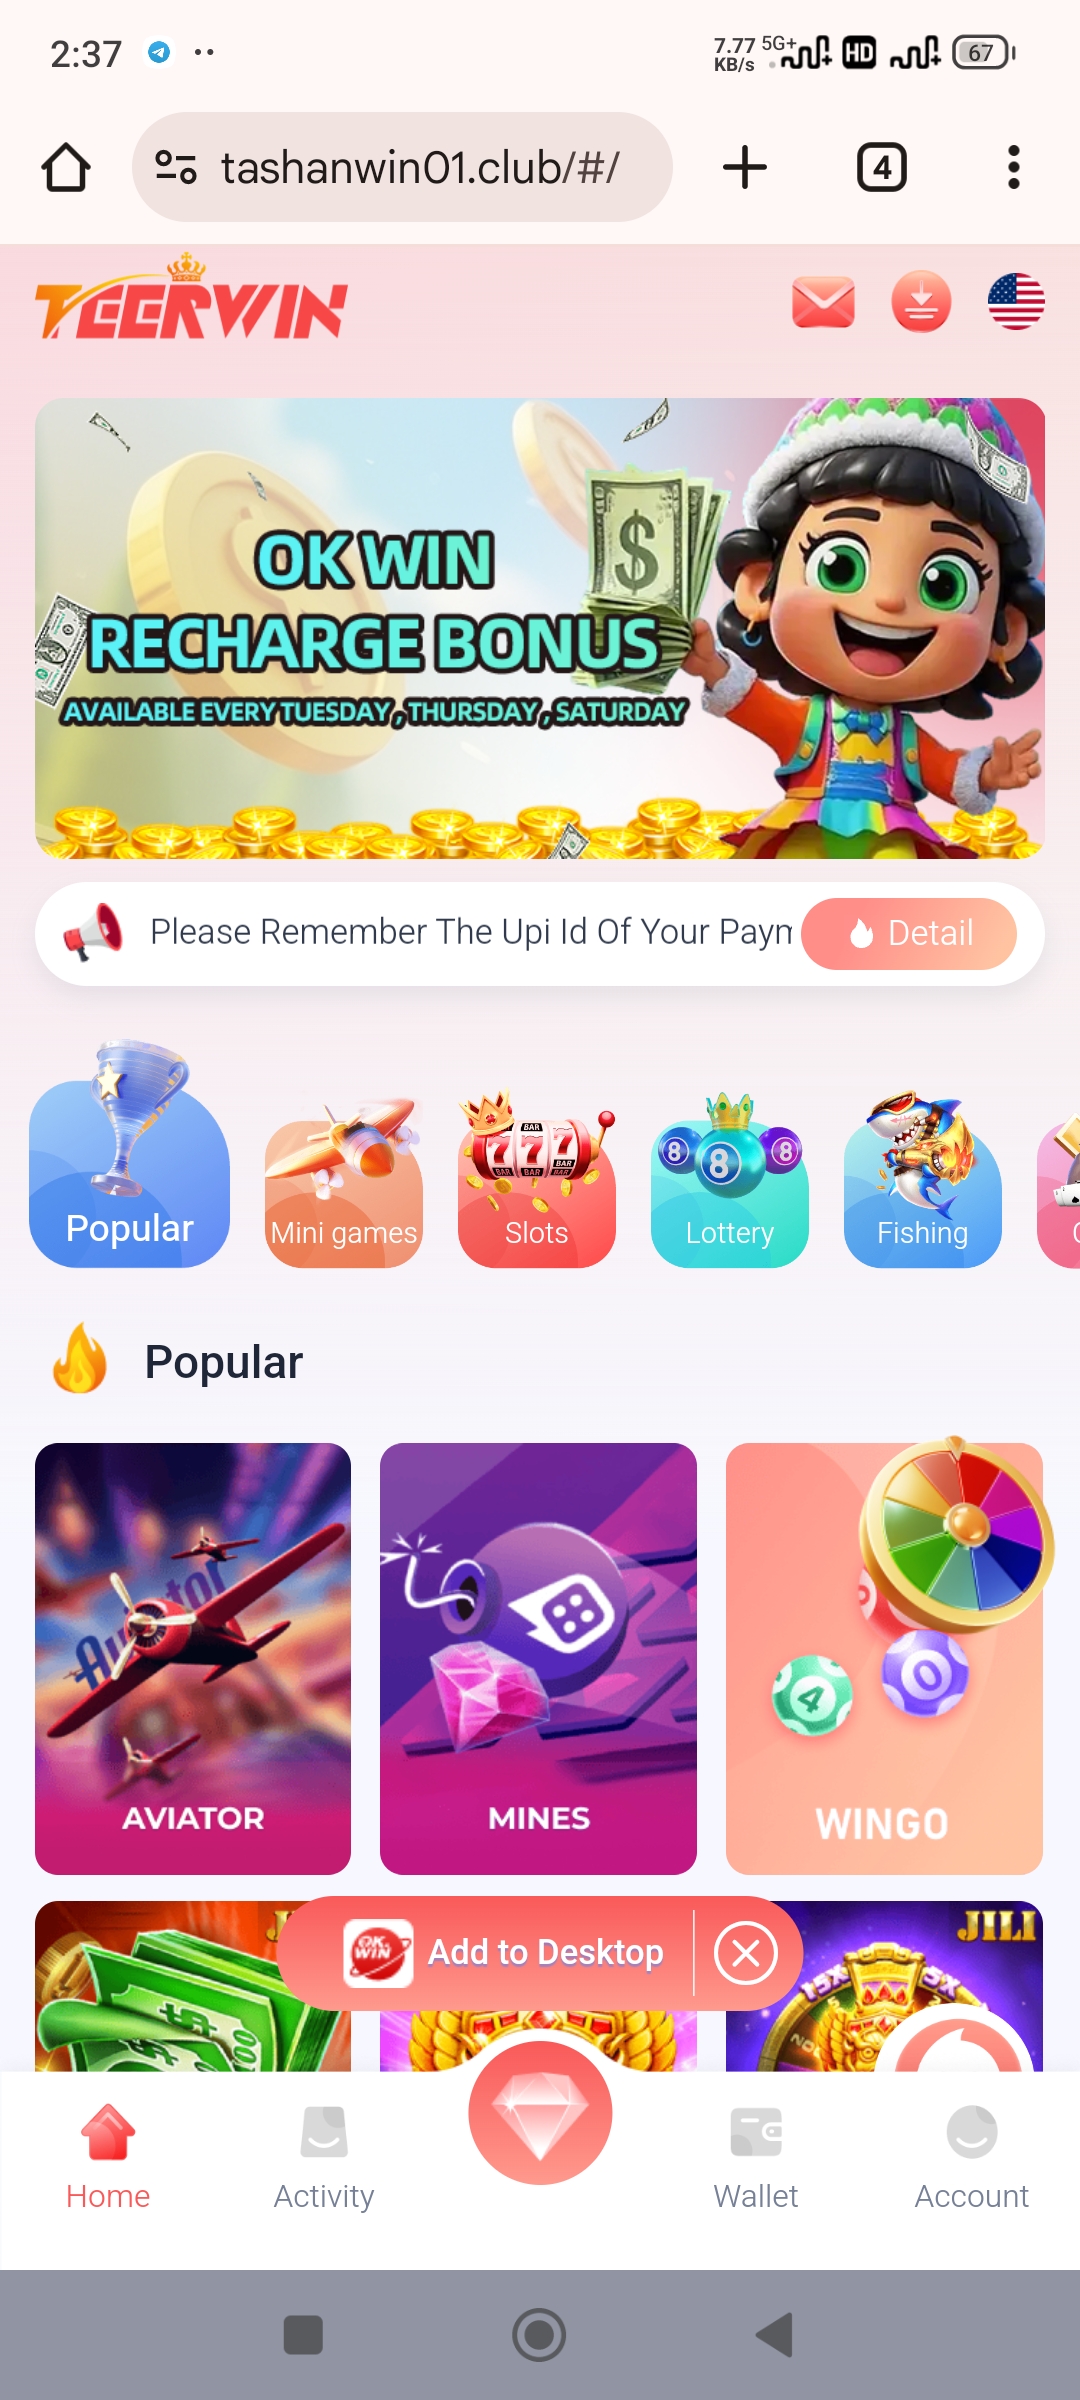 2:37
7.77 KB/s 5G+ HD 67
tashanwin01.club/#/
4
TEERWIN
OK WIN
RECHARGE BONUS
AVAILABLE EVERY TUESDAY, THURSDAY, SATURDAY
Please Remember The Upi Id Of Your Paym
Detail
Popular
Mini games
Slots
Lottery
Fishing
Popular
AVIATOR
MINES
WINGO
OK WIN
Add to Desktop
JILI
Home
Activity
Wallet
Account